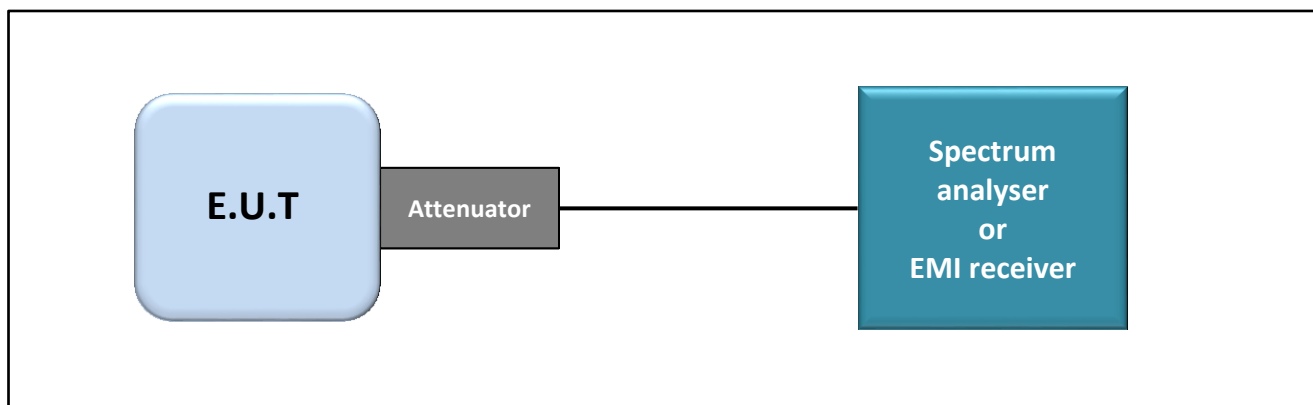 E.U.T
Attenuator
Spectrum
analyser
or
EMI receiver